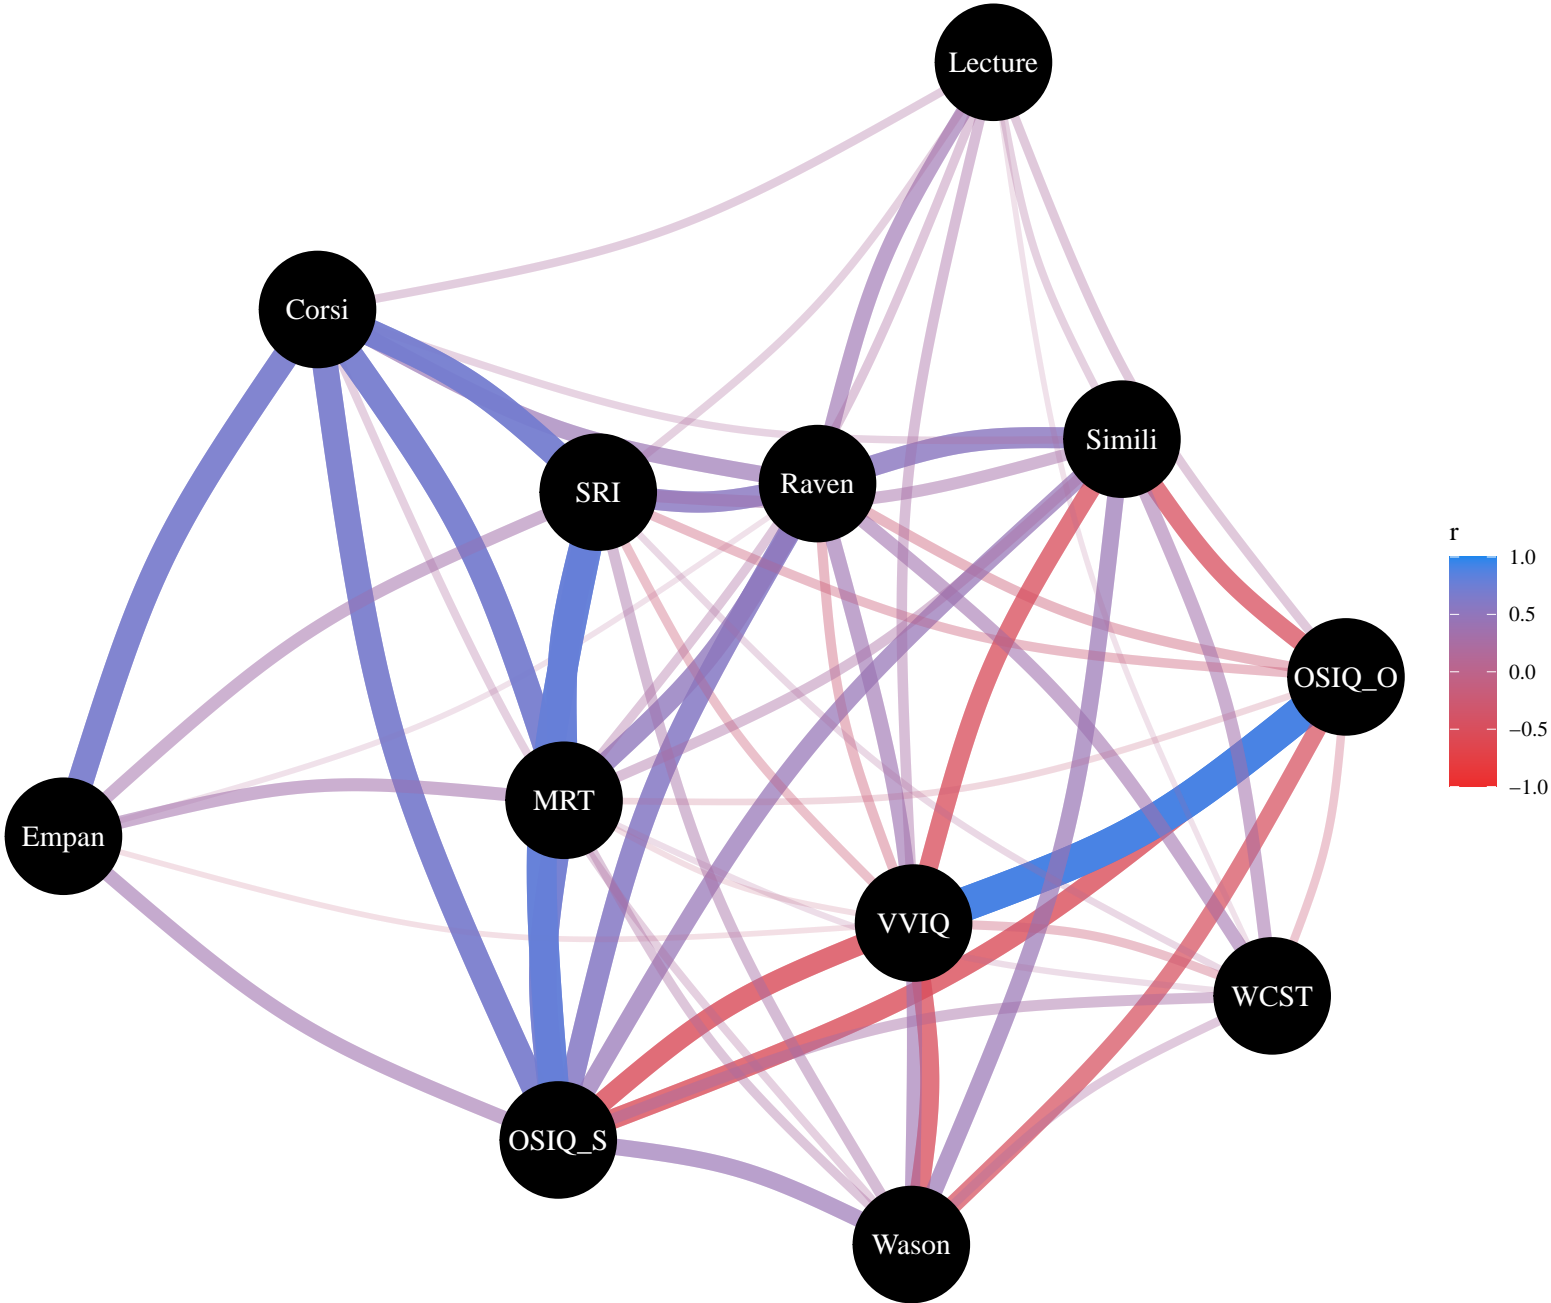 Lecture
Corsi
Simili
Raven
SRI
r
1.0
0.5
0.0
−0.5
−1.0
OSIQ_O
MRT
Empan
VVIQ
WCST
OSIQ_S
Wason